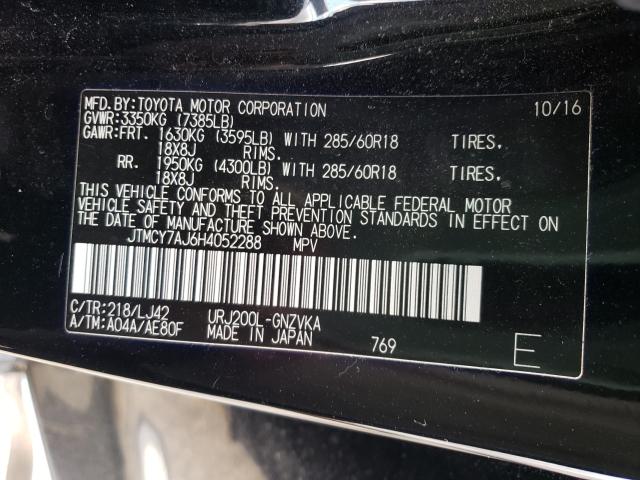 MFD.BY:TOYOTA MOTOR CORPORATION 10/16
GVWR:3350KG (7385LB)
GAWR:FRT. 1630KG (3595LB) WITH 285/60R18 TIRES,
18X8J RIMS.
RR. 1950KG (4300LB) WITH 285/60R18 TIRES,
18X8J RIMS.
THIS VEHICLE CONFORMS TO ALL APPLICABLE FEDERAL MOTOR
VEHICLE SAFETY AND THEFT PREVENTION STANDARDS IN EFFECT ON
THE DATE OF MANUFACTURE SHOWN ABOVE.
JTMCY7AJ6H4052288 MPV
C/TR:218/LJ42 URJ200L-GNZVKA
A/TM:A04A/AE80F MADE IN JAPAN 769 E